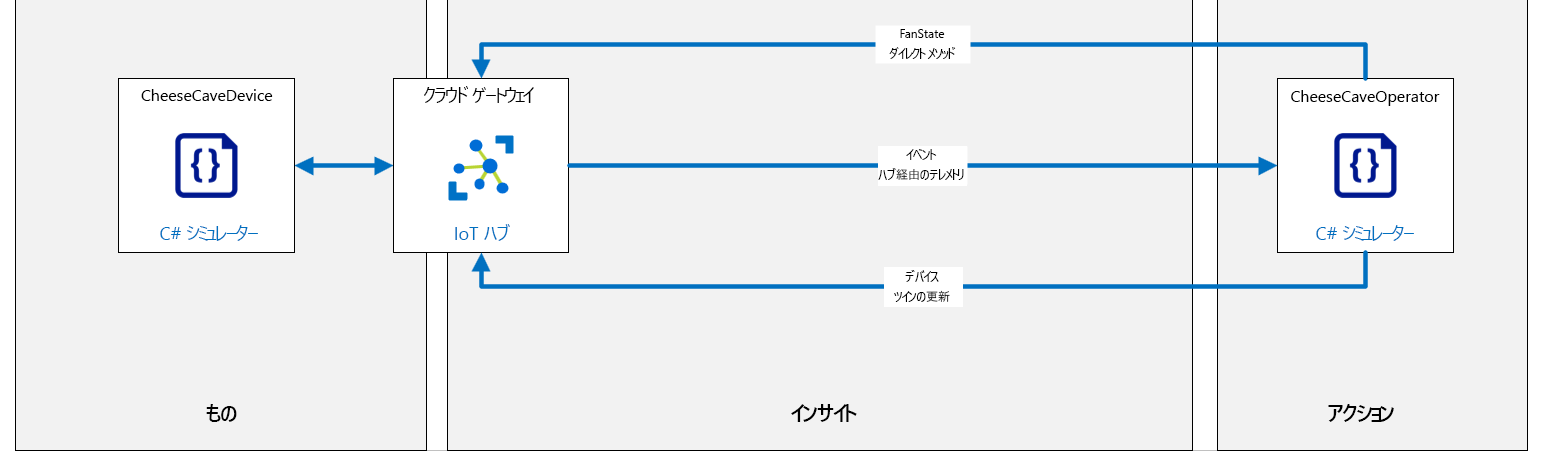 FanState
ダイレクト メソッド
CheeseCaveDevice
クラウド ゲートウェイ
CheeseCaveOperator
イベント
ハブ経由のテレメトリ
C# シミュレーター
IoT ハブ
C# シミュレーター
デバイス
ツインの更新
もの
インサイト
アクション